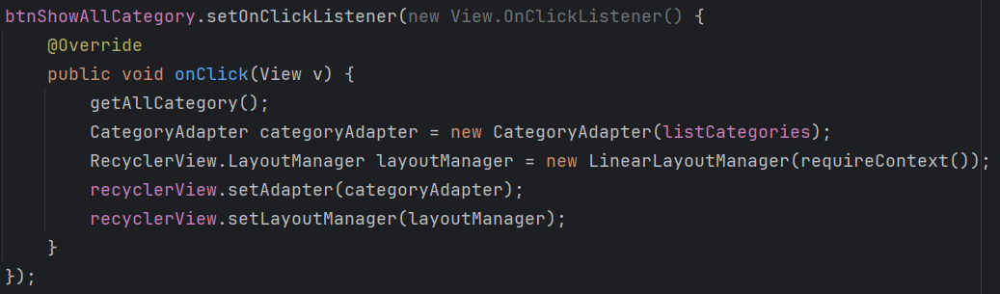 btnShowAllCategory.setOnClickListener(new View.OnClickListener() {
    @Override
    public void onClick(View v) {
        getAllCategory();
        CategoryAdapter categoryAdapter = new CategoryAdapter(listCategories);
        RecyclerView.LayoutManager layoutManager = new LinearLayoutManager(requireContext());
        recyclerView.setAdapter(categoryAdapter);
        recyclerView.setLayoutManager(layoutManager);
    }
});